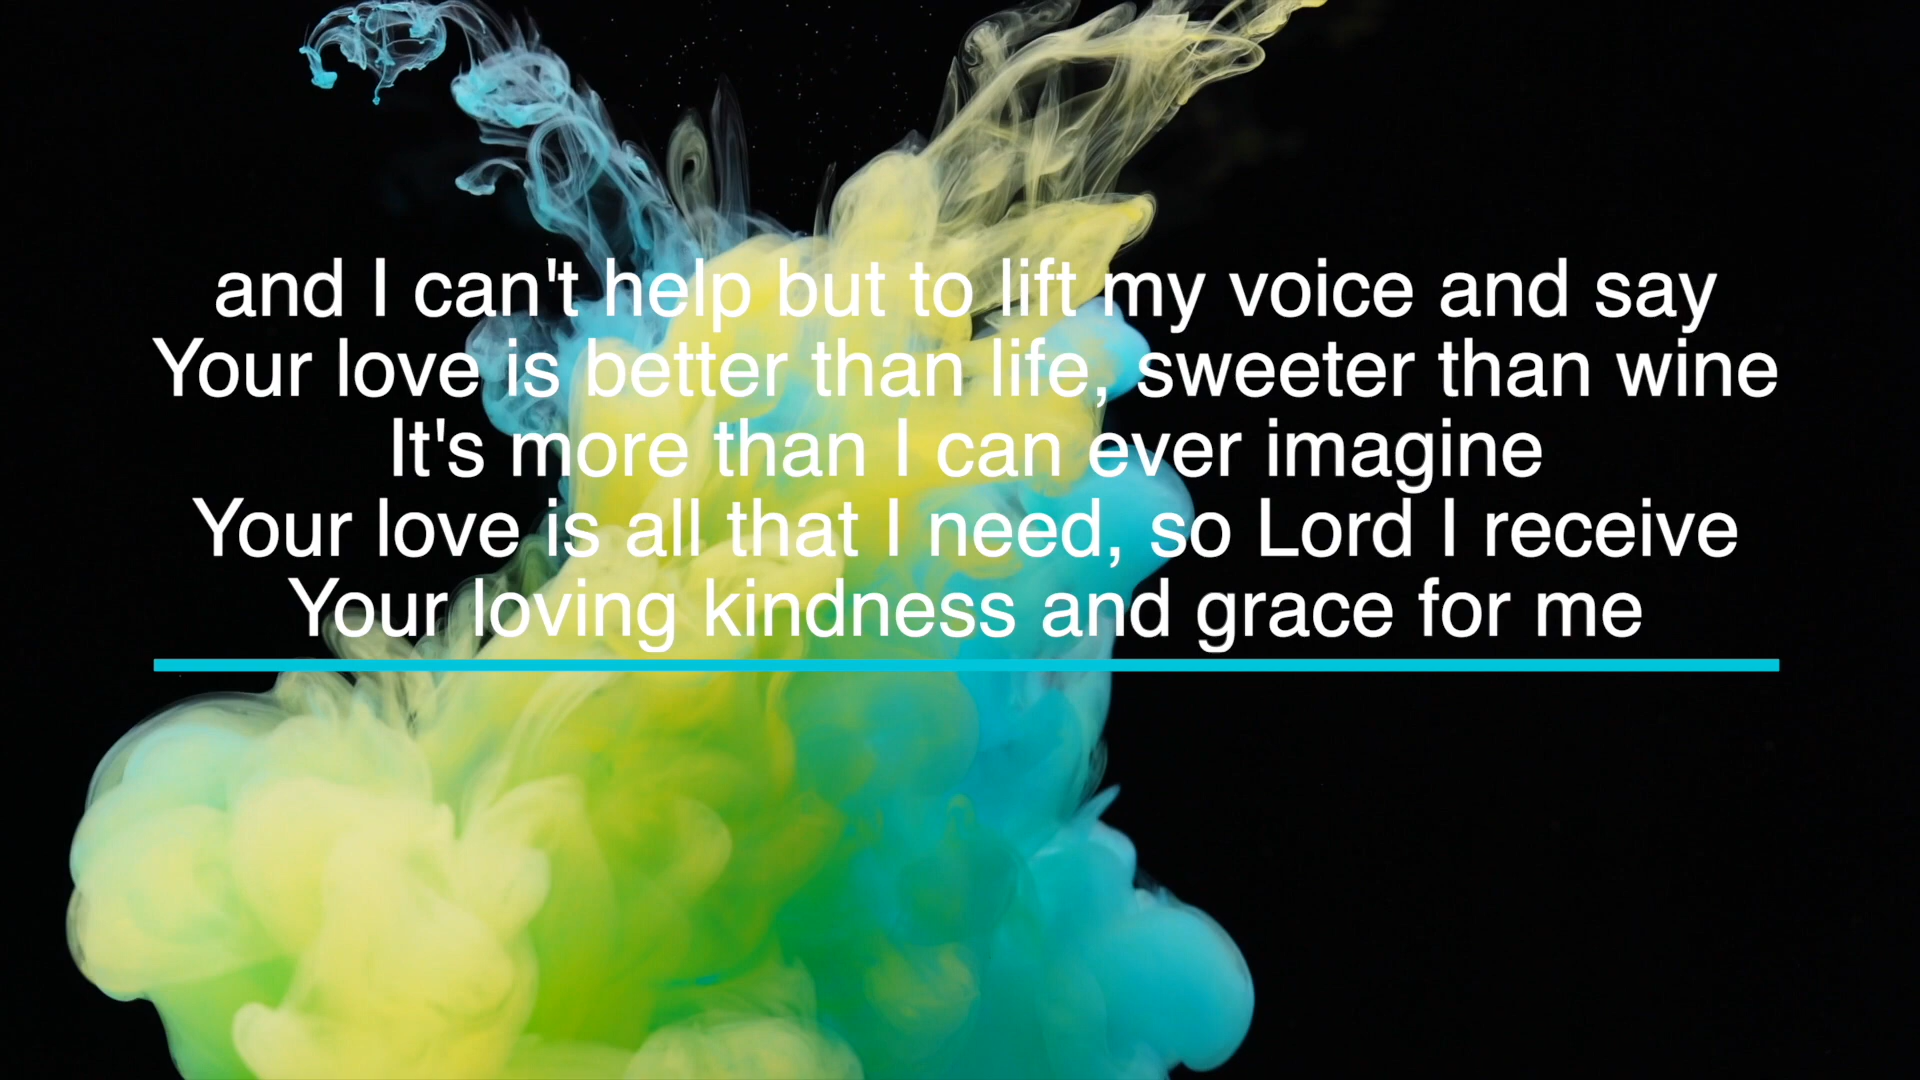 and I can't help but to lift my voice and say
Your love is better than life, sweeter than wine
It's more than I can ever imagine
Your love is all that I need, so Lord I receive
Your loving kindness and grace for me